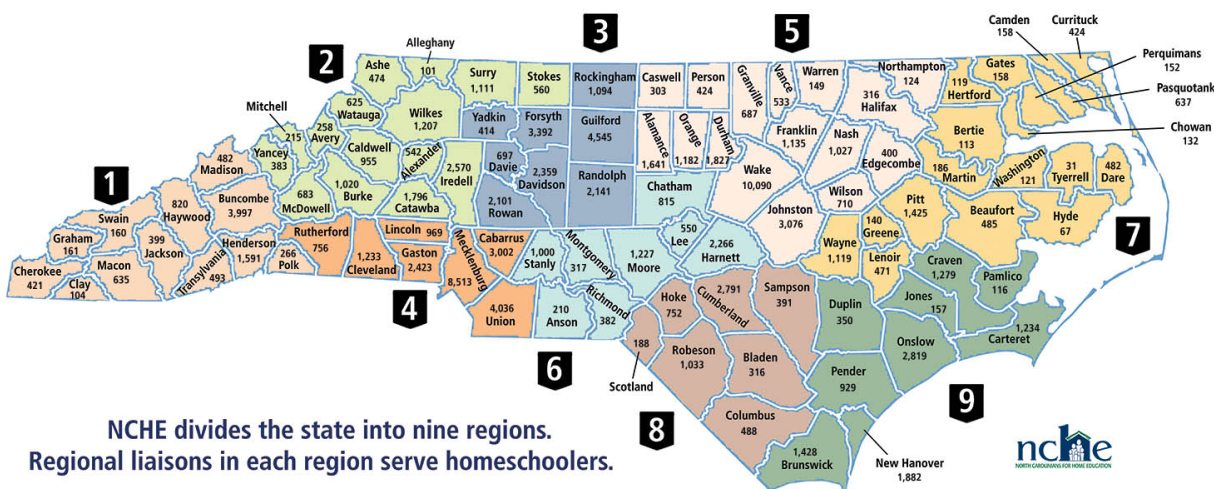 1
2
3
4
5
6
7
8
9
Cherokee
421
Graham
161
Swain
160
Clay
104
Macon
635
Jackson
399
Haywood
820
Madison
482
Buncombe
3,997
Transylvania
493
Henderson
1,591
266
Polk
Mitchell
215
Yancey
383
258
Avery
683
McDowell
Ashe
474
Alleghany
101
625
Watauga
Wilkes
1,207
Caldwell
955
542
Alexander
1,020
Burke
1,796
Catawba
2,570
Iredell
Surry
1,111
Stokes
560
Rockingham
1,094
Yadkin
414
Forsyth
3,392
Guilford
4,545
697
Davie
2,359
Davidson
Randolph
2,141
2,101
Rowan
Rutherford
756
1,233
Cleveland
Lincoln 969
Gaston
2,423
Mecklenburg
8,513
Cabarrus
3,002
4,036
Union
Caswell
303
Person
424
Granville
687
Vance
533
Warren
149
Northampton
124
316
Halifax
Alamance
1,641
Orange
1,182
Durham
1,827
Franklin
1,135
Nash
1,027
400
Edgecombe
Wake
10,090
Wilson
710
Johnston
3,076
Chatham
815
550
Lee
2,266
Harnett
1,000
Stanly
Montgomery
317
1,227
Moore
210
Anson
Richmond
382
Camden
158
Currituck
424
Gates
158
Perquimans
152
Pasquotank
637
Chowan
132
119
Hertford
Bertie
113
186
Martin
Washington
121
31
Tyrrell
482
Dare
Pitt
1,425
Beaufort
485
Hyde
67
Wayne
1,119
140
Greene
Lenoir
471
Hoke
752
2,791
Cumberland
Sampson
391
188
Scotland
Robeson
1,033
Bladen
316
Columbus
488
Craven
1,279
Pamlico
116
Jones
157
Duplin
350
1,234
Carteret
Onslow
2,819
Pender
929
New Hanover
1,882
1,428
Brunswick
NCHE divides the state into nine regions.
Regional liaisons in each region serve homeschoolers.
nche
NORTH CAROLINIANS FOR HOME EDUCATION